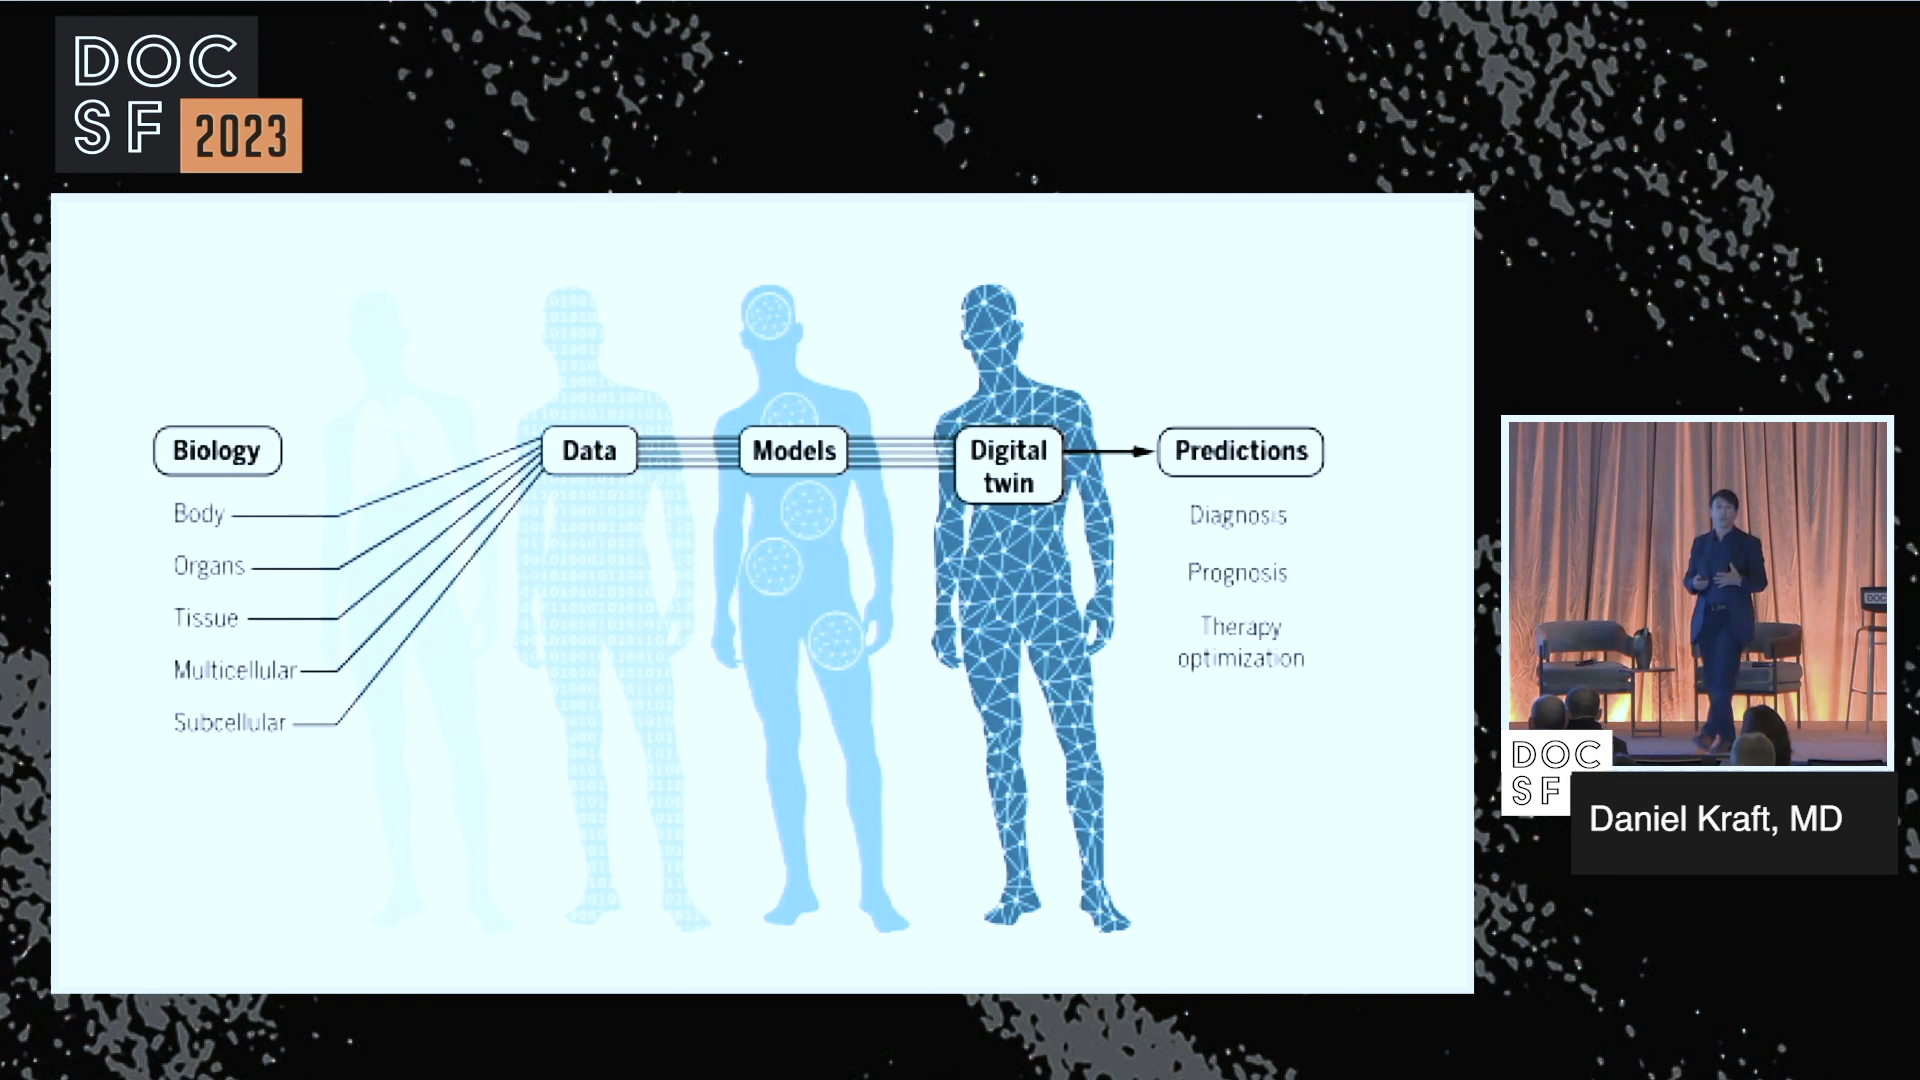 DOC
SF 2023
Biology
Body
Organs
Tissue
Multicellular
Subcellular
Data
Models
Digital
twin
Predictions
Diagnosis
Prognosis
Therapy
optimization
DOC
DOC
SF
Daniel Kraft, MD